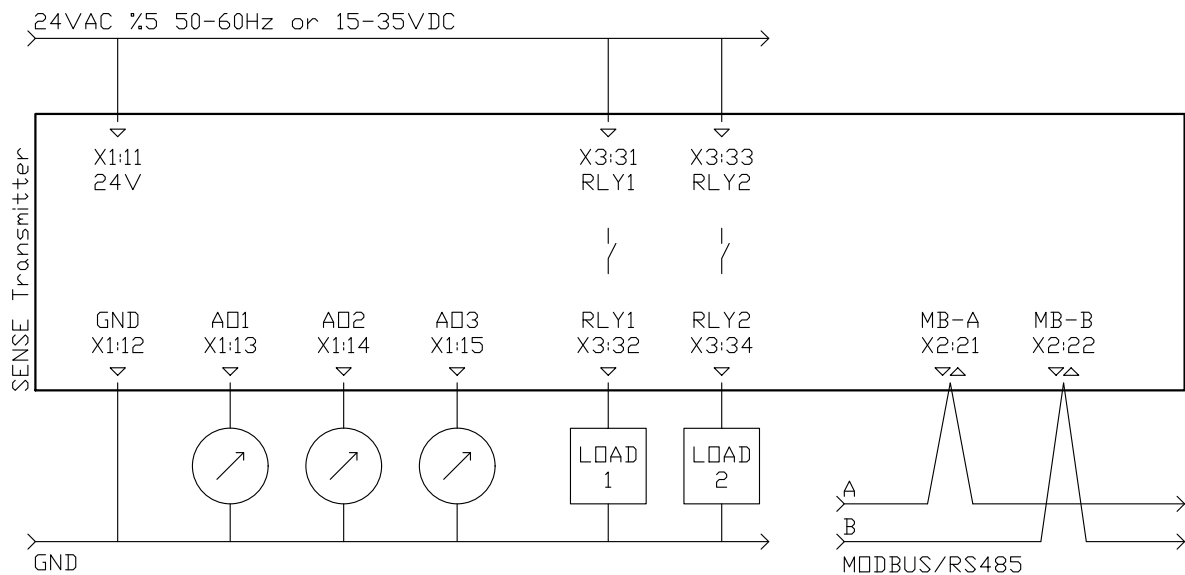 24VAC %5 50-60Hz or 15-35VDC
SENSE Transmitter
X1:11 X3:31 X3:33
24V RLY1 RLY2
GND AO1 AO2 AO3 RLY1 RLY2 MB-A MB-B
X1:12 X1:13 X1:14 X1:15 X3:32 X3:34 X2:21 X2:22
LOAD LOAD
1 2
A
B
GND MODBUS/RS485